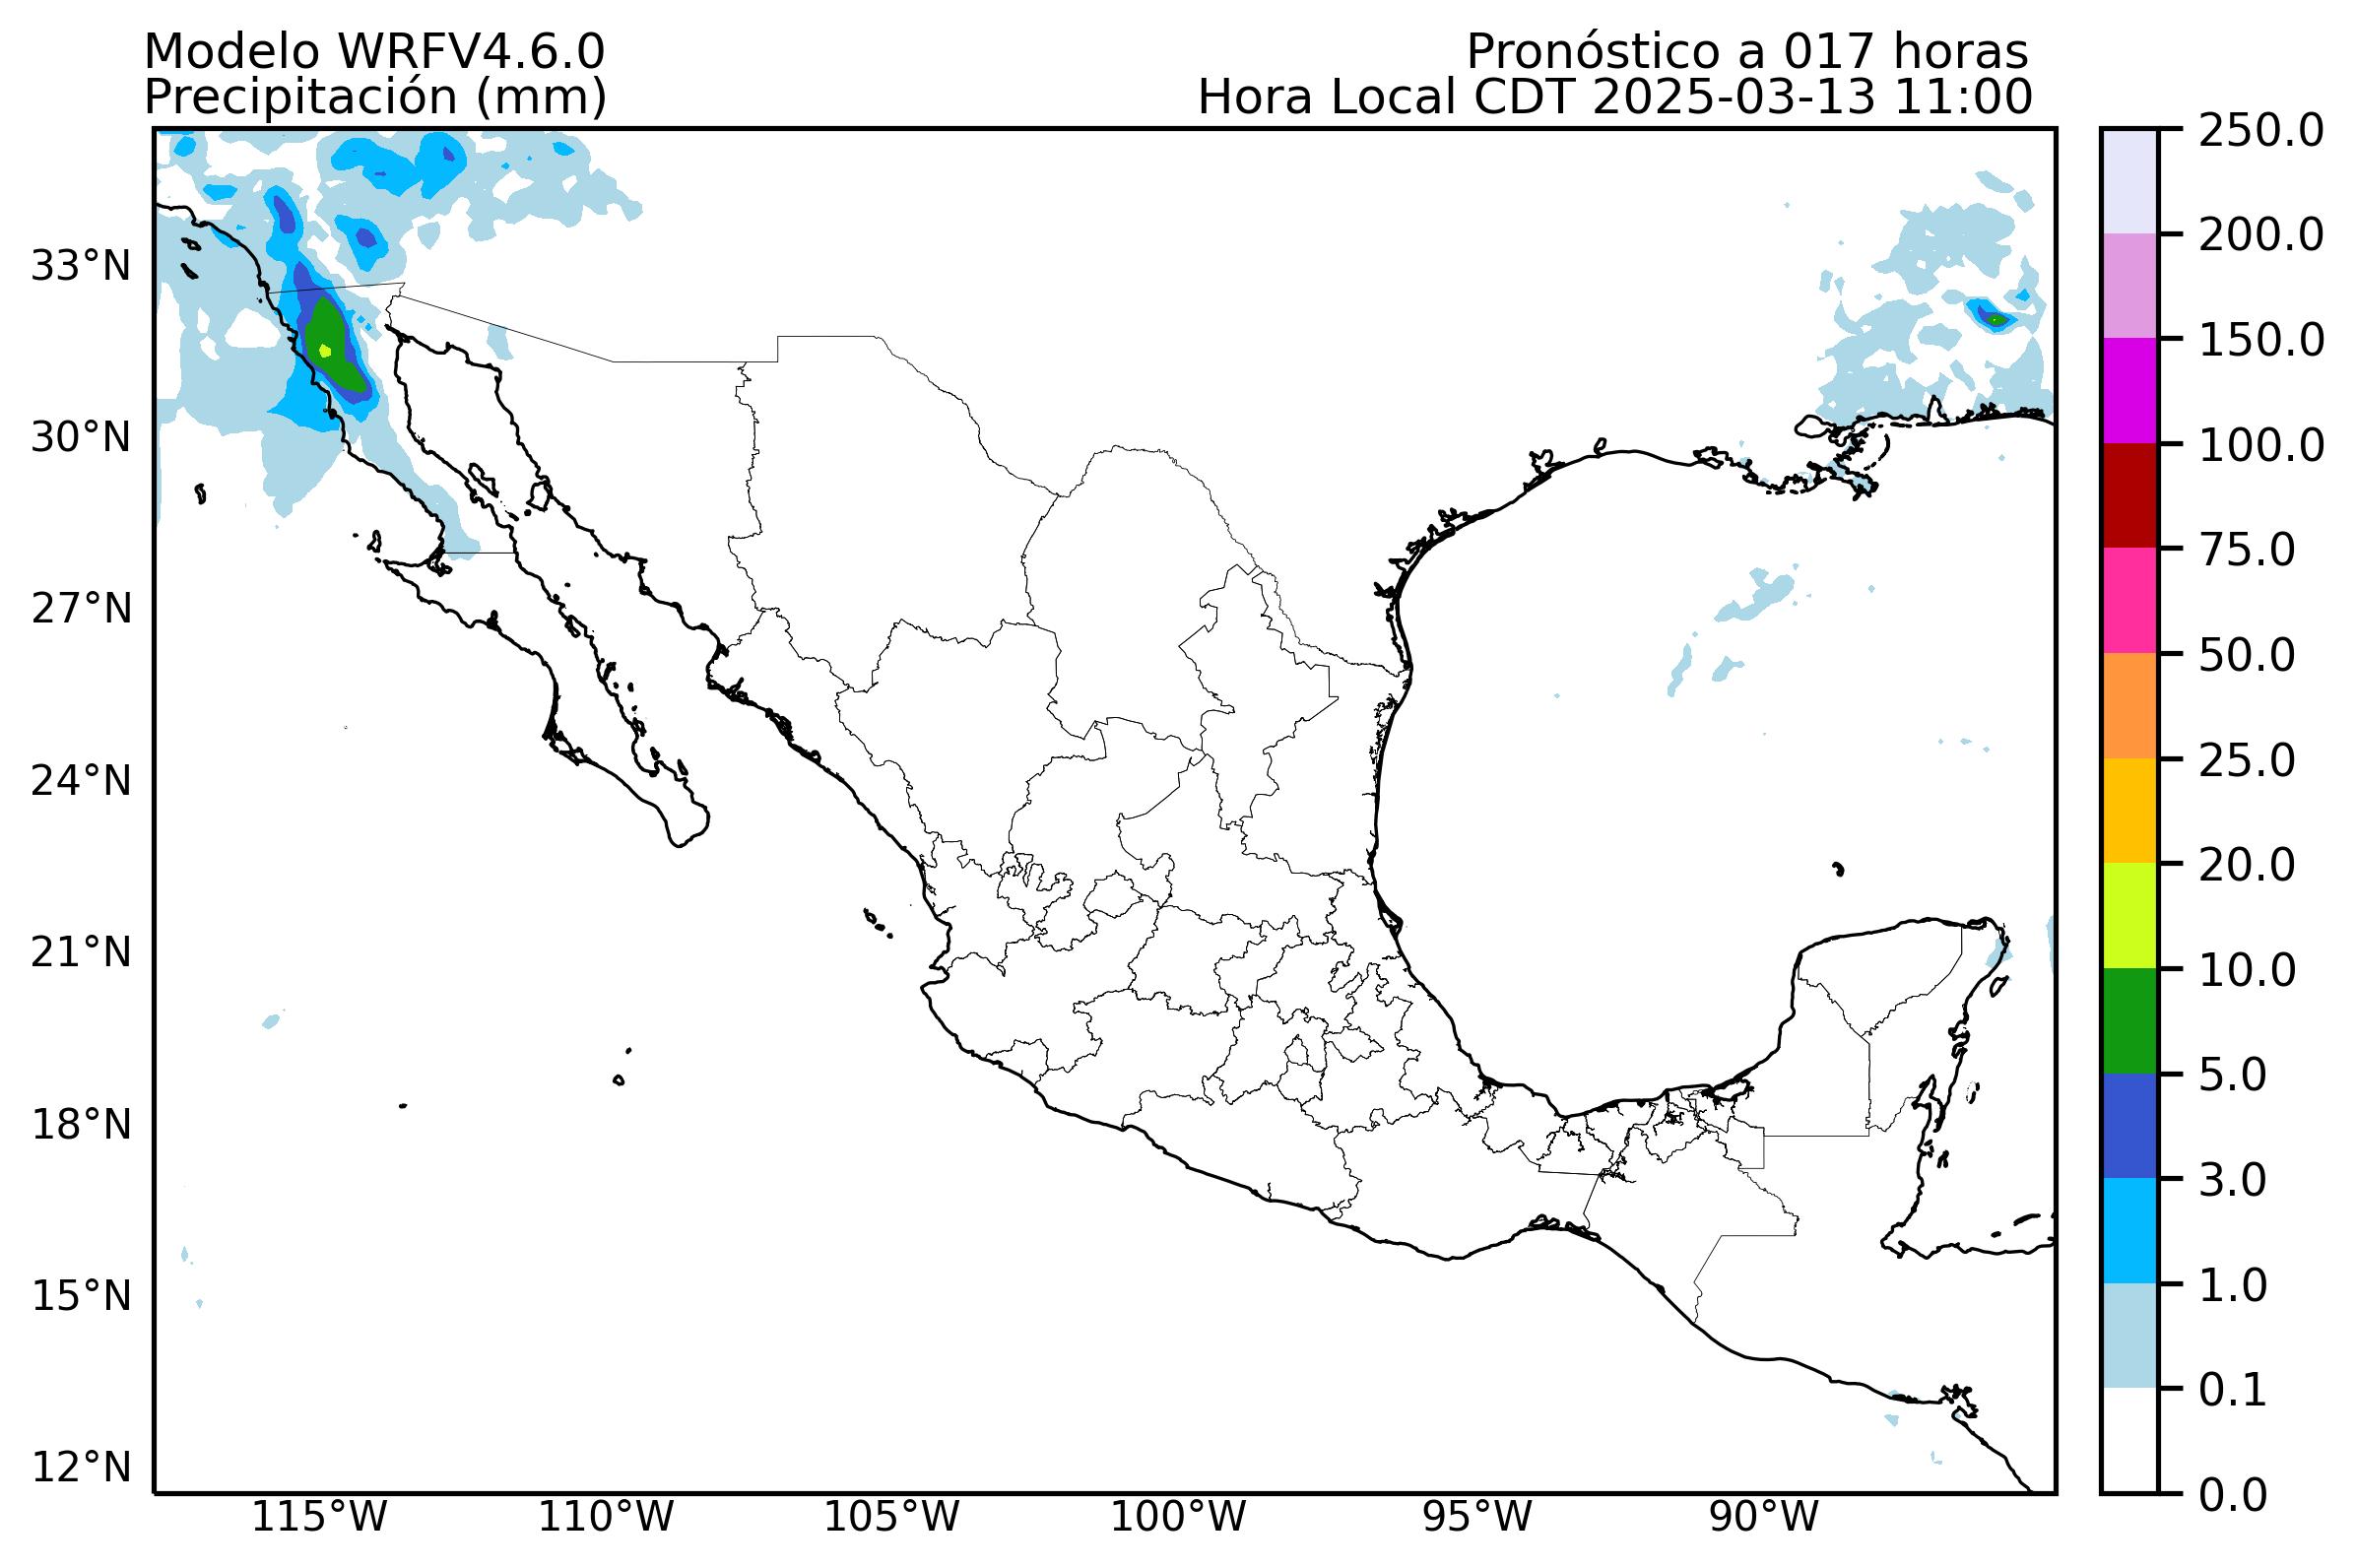 Modelo WRFV4.6.0
Precipitación (mm)
Pronóstico a 017 horas
Hora Local CDT 2025-03-13 11:00
33°N
30°N
27°N
24°N
21°N
18°N
15°N
12°N
115°W
110°W
105°W
100°W
95°W
90°W
250.0
200.0
150.0
100.0
75.0
50.0
25.0
20.0
10.0
5.0
3.0
1.0
0.1
0.0